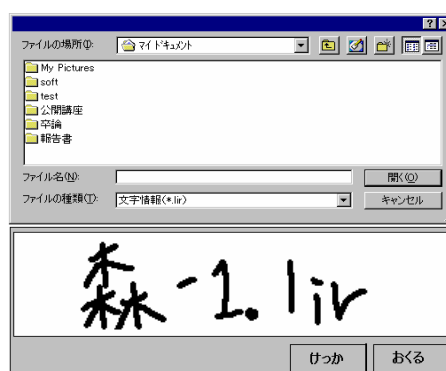 ファイルの場所(I): マイ ドキュメント
My Pictures
soft
test
公開講座
卒論
報告書
ファイル名(N): 開く(O)
ファイルの種類(T): 文字情報(*.lir) キャンセル
森-1.lir
けっか おくる